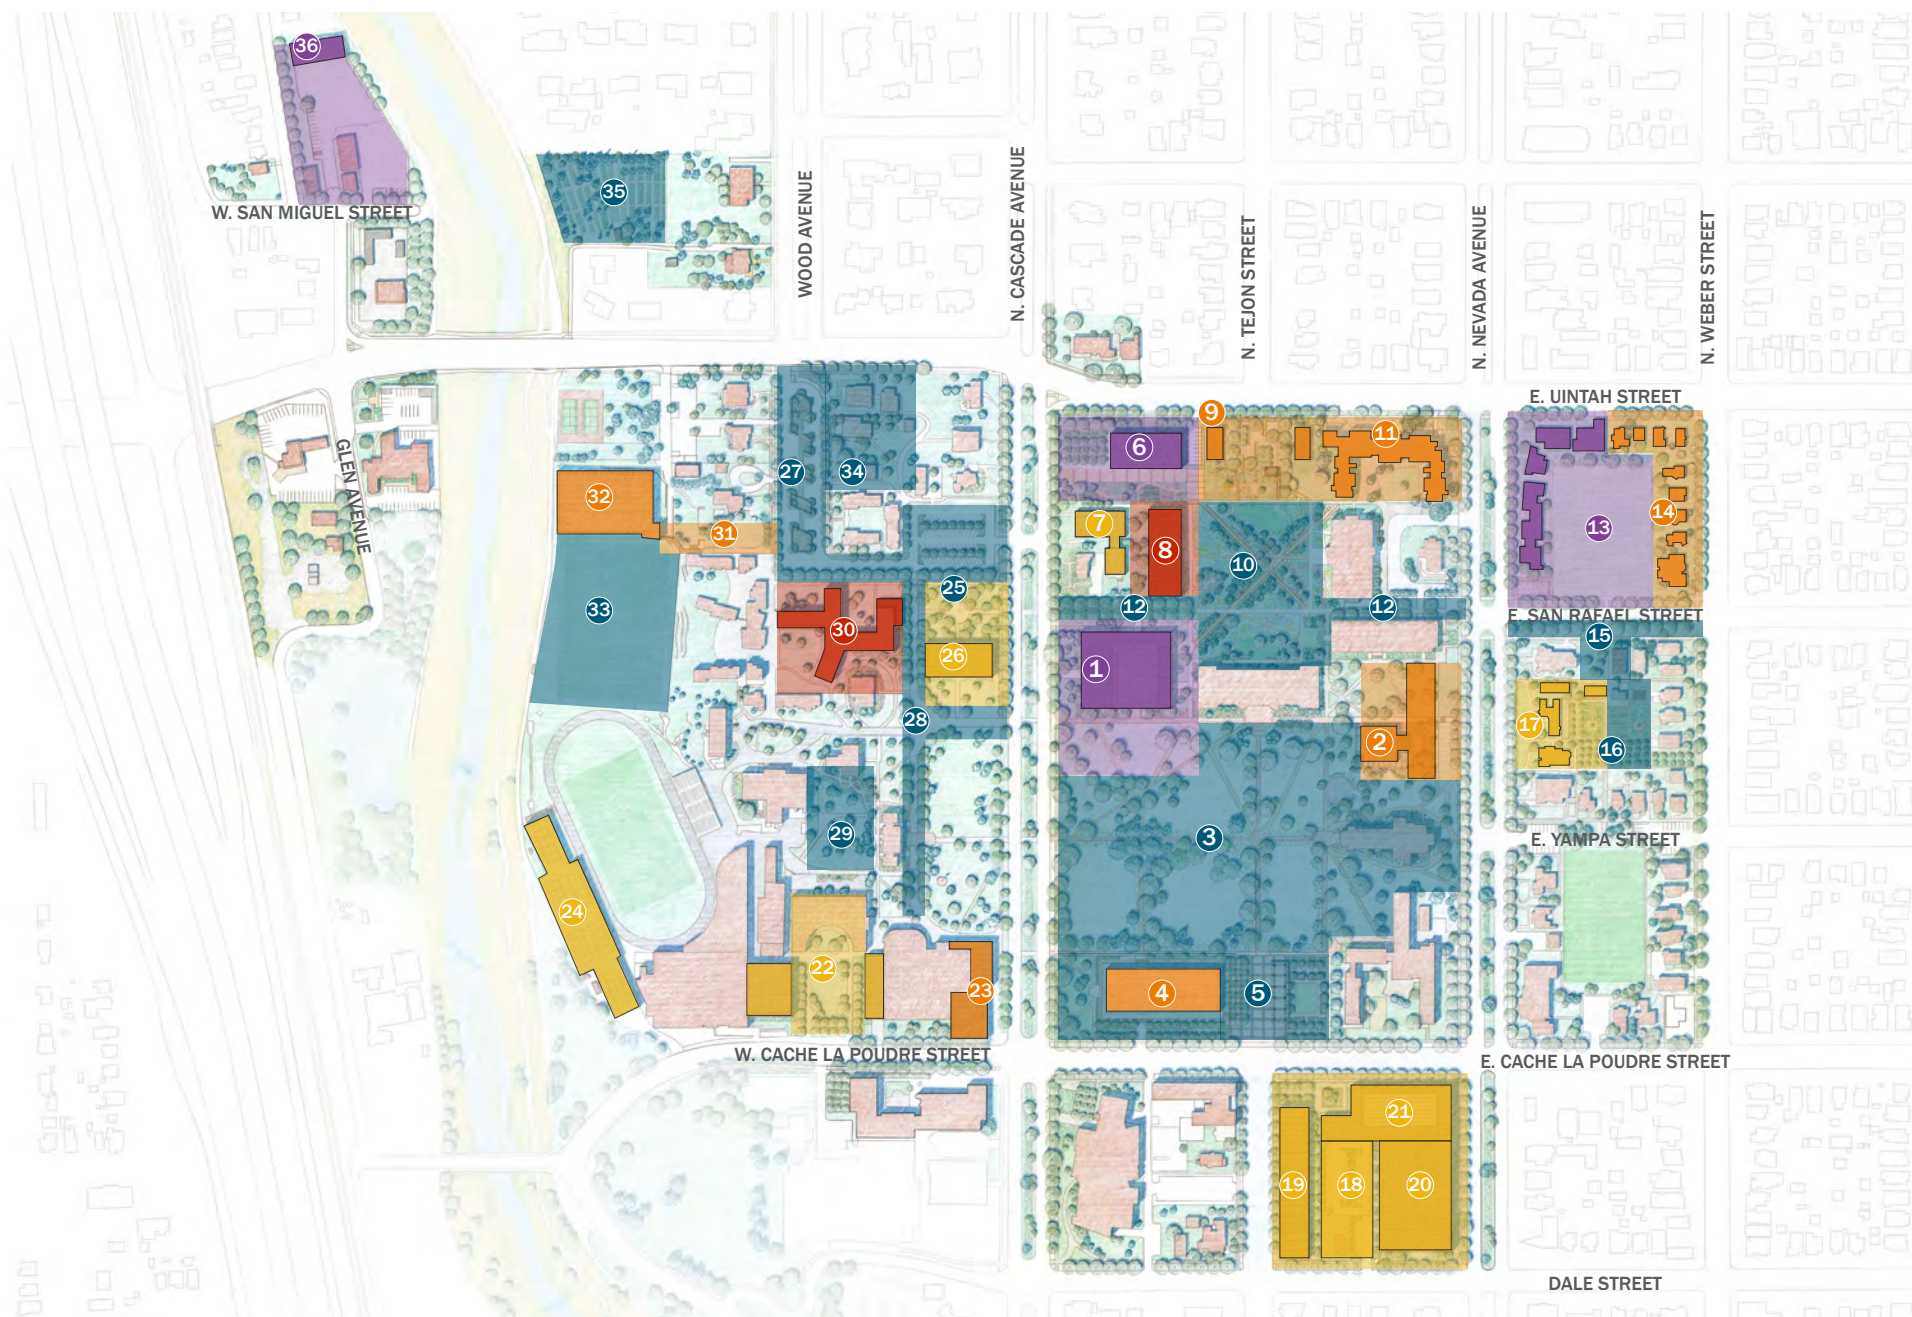 36
35
W. SAN MIGUEL STREET
WOOD AVENUE
N. CASCADE AVENUE
N. TEJON STREET
N. NEVADA AVENUE
N. WEBER STREET
E. UINTAH STREET
GLEN AVENUE
9
11
6
27
34
32
31
7
8
10
13
14
33
25
12
12
E. SAN RAFAEL STREET
30
26
1
15
28
2
17
16
29
3
E. YAMPA STREET
24
22
23
4
5
W. CACHE LA POUDRE STREET
E. CACHE LA POUDRE STREET
21
19
18
20
DALE STREET